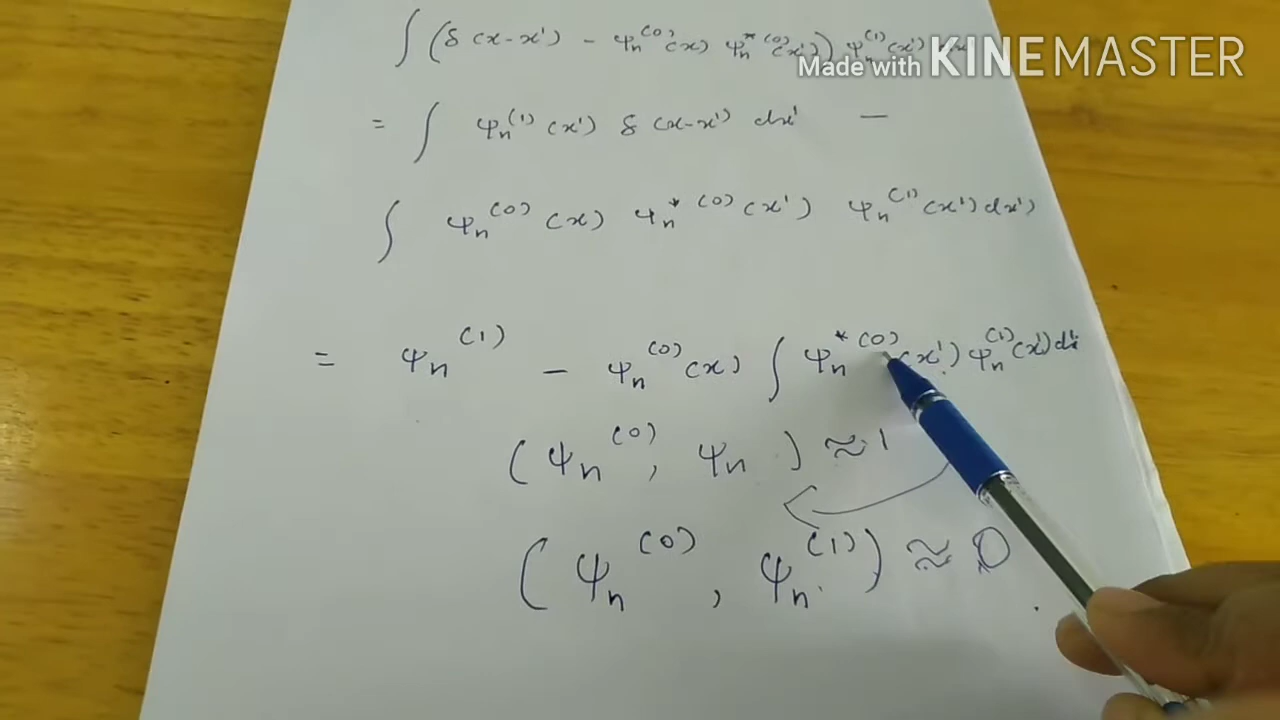 ∫ (δ(x-x') - ψn^(0)(x) ψn^*(0)(x')) ψn^(1)(x')
Made with KINEMASTER
= ∫ ψn^(1)(x') δ(x-x') dx' —
∫ ψn^(0)(x) ψn^*(0)(x') ψn^(1)(x') dx'
= ψn^(1) - ψn^(0)(x) ∫ ψn^*(0)(x') ψn^(1)(x') dx'
(ψn^(0), ψn) ≈ 1
(ψn^(0), ψn^(1)) ≈ 0